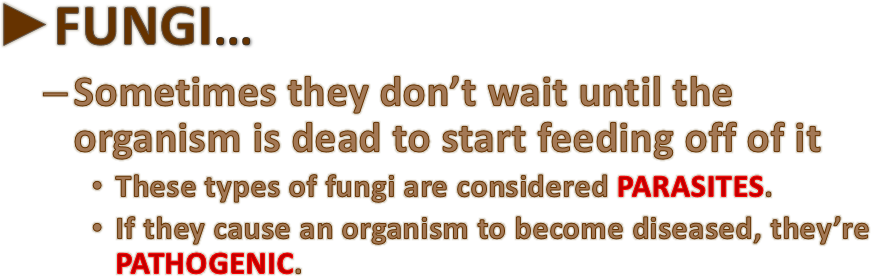 ►FUNGI…
–Sometimes they don’t wait until the
organism is dead to start feeding off of it
• These types of fungi are considered PARASITES.
• If they cause an organism to become diseased, they’re
PATHOGENIC.